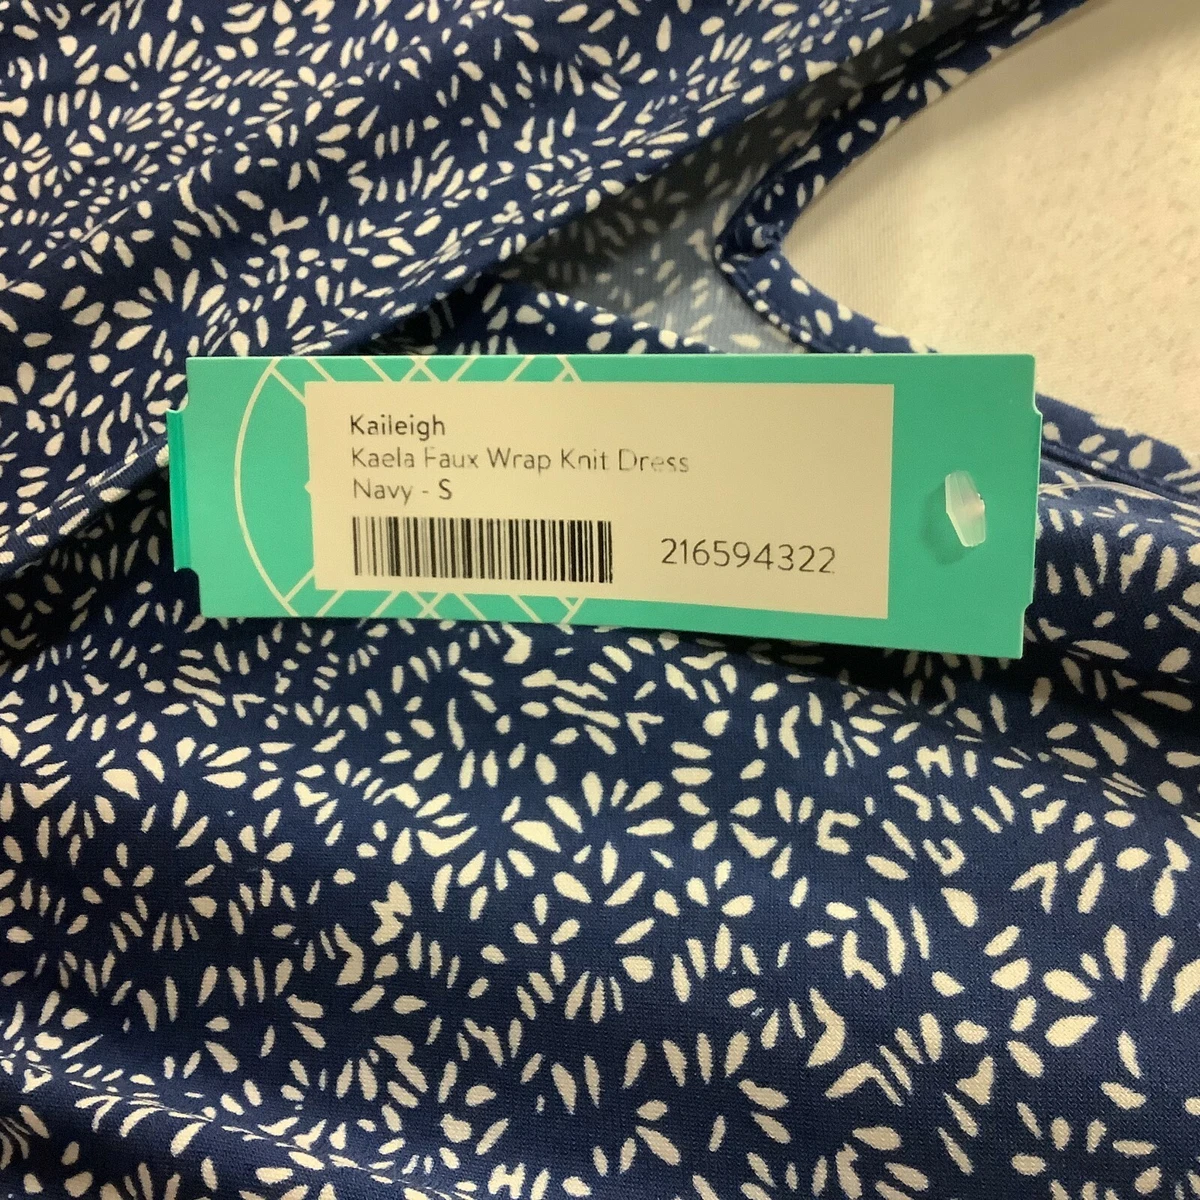 Kaileigh
Kaela Faux Wrap Knit Dress
Navy - S
216594322